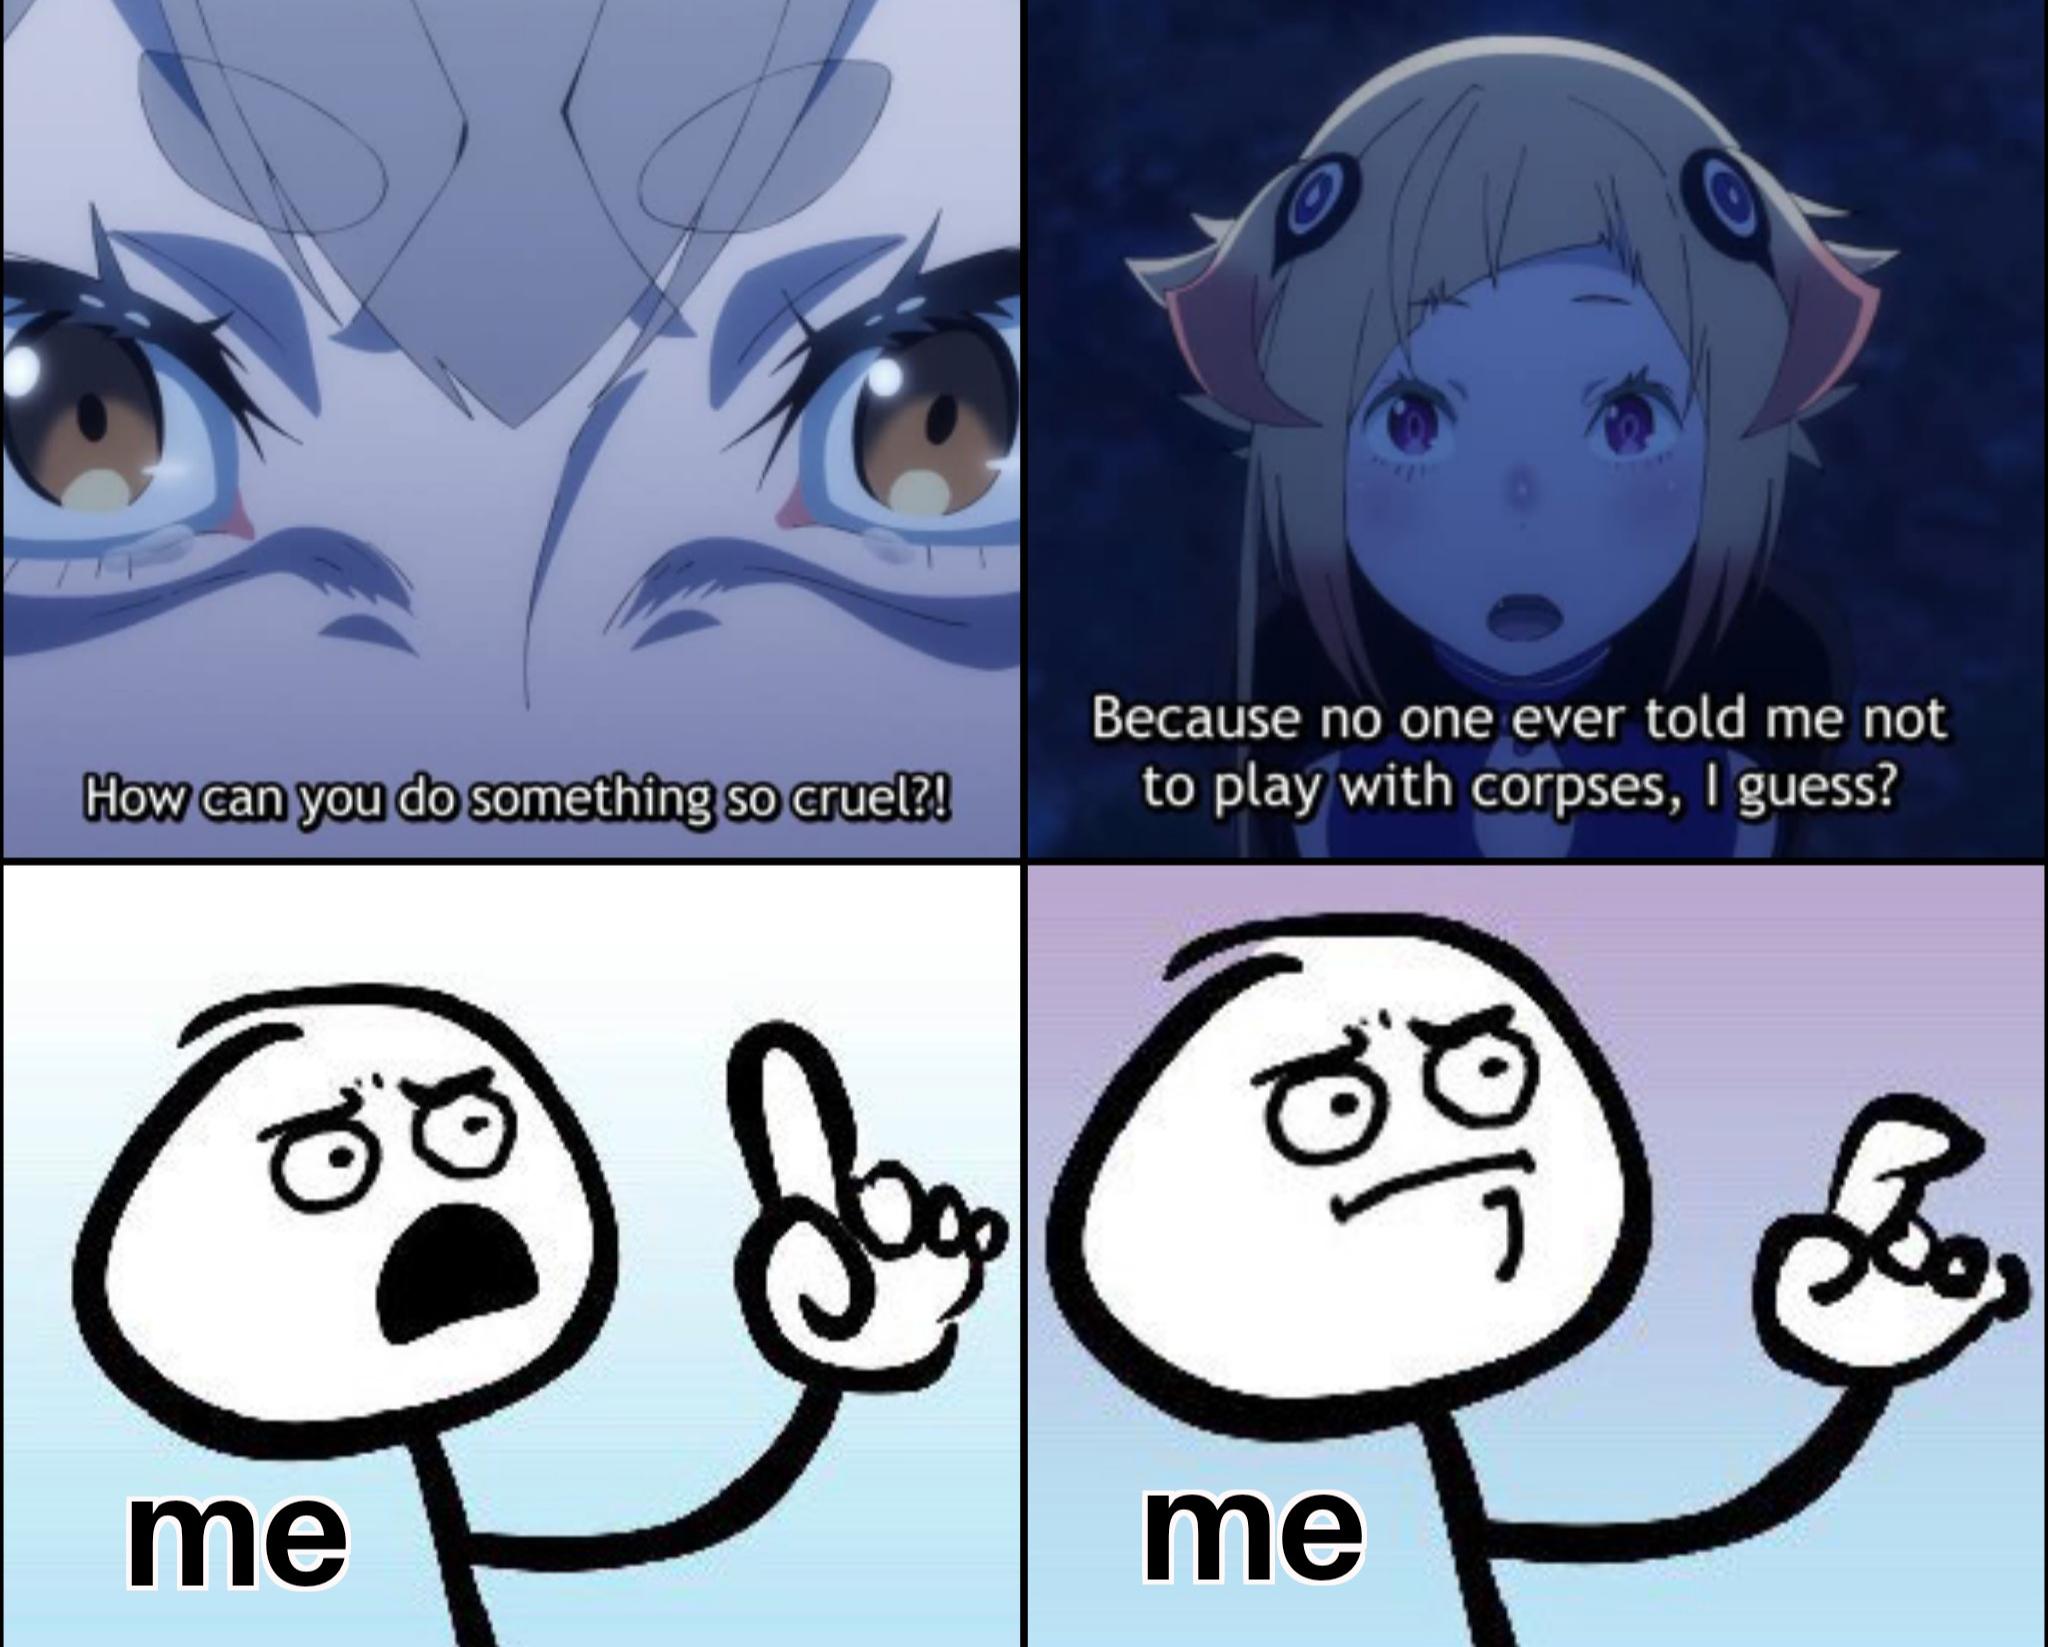 How can you do something so cruel?!
Because no one ever told me not
to play with corpses, I guess?
me
me